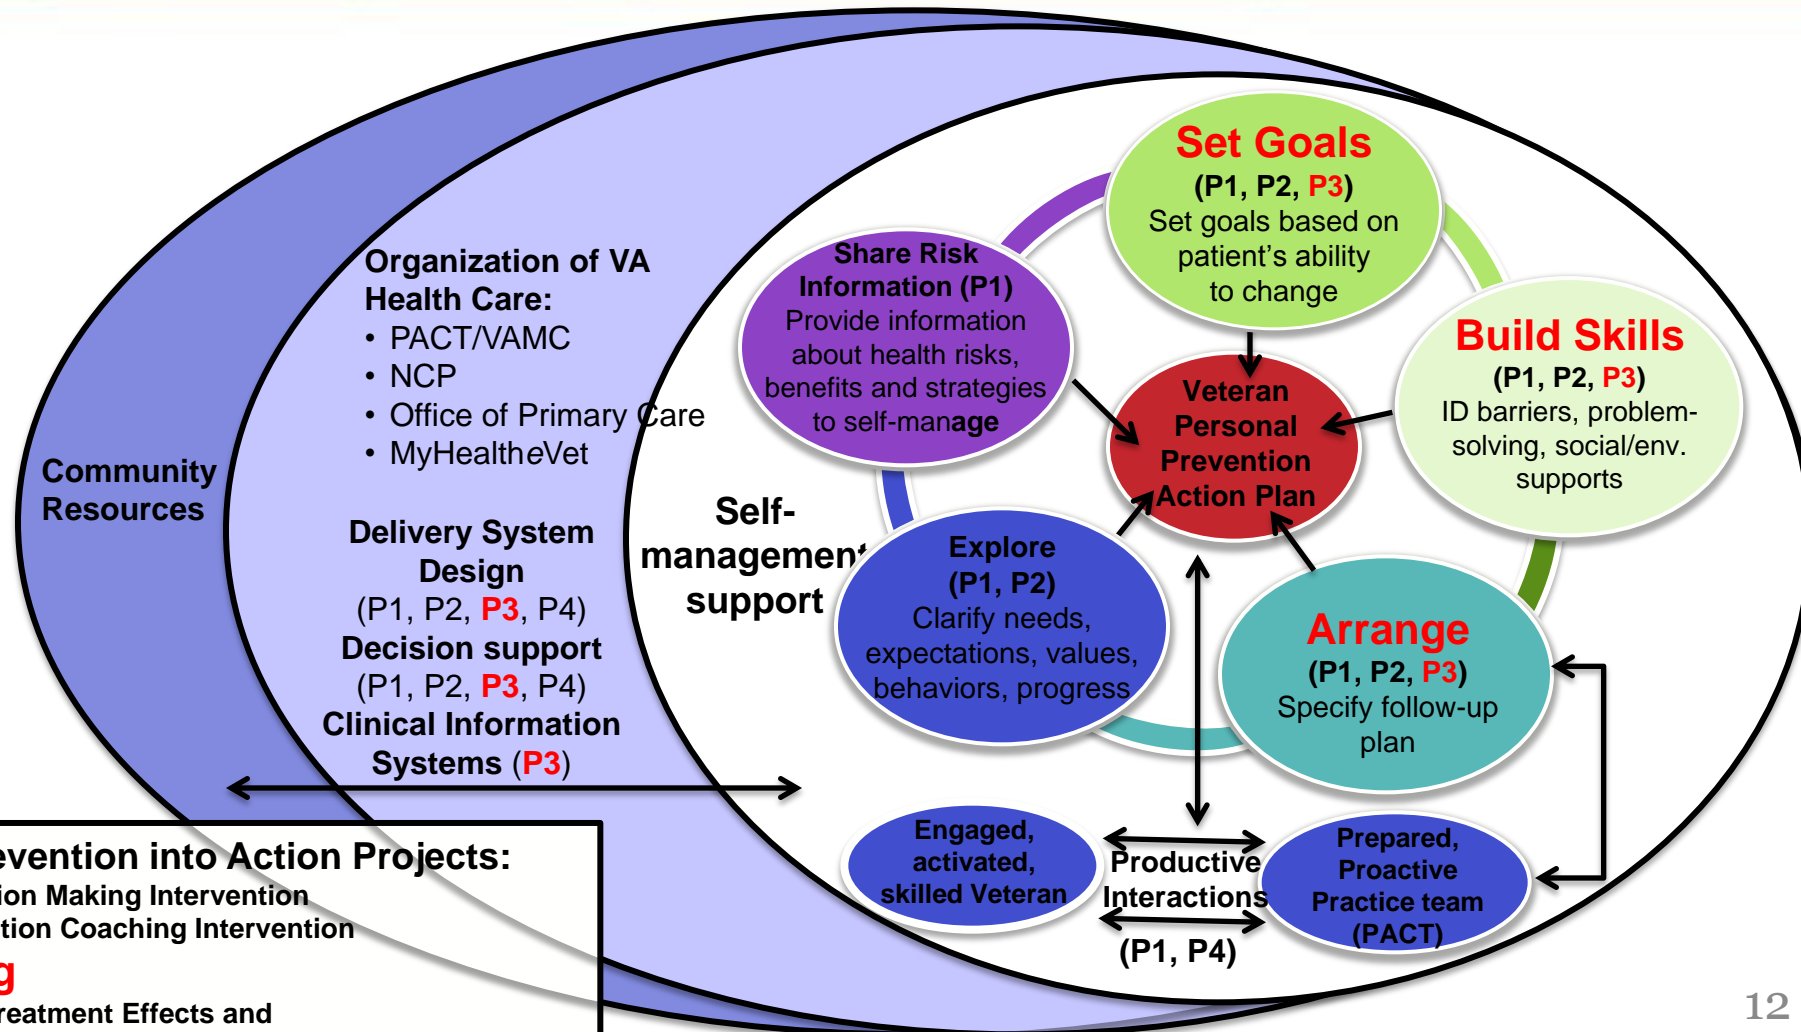 Community
Resources
Organization of VA
Health Care:
• PACT/VAMC
• NCP
• Office of Primary Care
• MyHealtheVet
Delivery System
Design
(P1, P2, P3, P4)
Decision support
(P1, P2, P3, P4)
Clinical Information
Systems (P3)
Self-
management
support
Set Goals
(P1, P2, P3)
Set goals based on
patient’s ability
to change
Share Risk
Information (P1)
Provide information
about health risks,
benefits and strategies
to self-manage
Build Skills
(P1, P2, P3)
ID barriers, problem-
solving, social/env.
supports
Veteran
Personal
Prevention
Action Plan
Explore
(P1, P2)
Clarify needs,
expectations, values,
behaviors, progress
Arrange
(P1, P2, P3)
Specify follow-up
plan
Engaged,
activated,
skilled Veteran
Productive
Interactions
(P1, P4)
Prepared,
Proactive
Practice team
(PACT)
into Action Projects:
Making Intervention
Coaching Intervention
Effects and
12